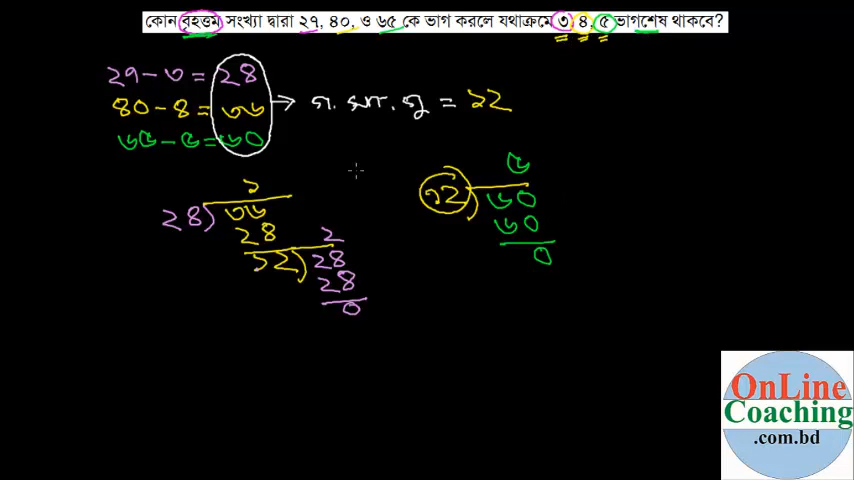 কোন বৃহত্তম সংখ্যা দ্বারা ২৭, ৪০, ও ৬৫ কে ভাগ করলে যথাক্রমে ৩, ৪, ৫ ভাগশেষ থাকবে?
২৭ - ৩ = ২৪
৪০ - ৪ = ৩৬ → গ. সা. গু = ১২
৬৫ - ৫ = ৬০
১
২৪) ৩৬
২৪
২
১২) ২৪
২৪
০
৫
১২) ৬০
৬০
০
OnLine
Coaching
.com.bd